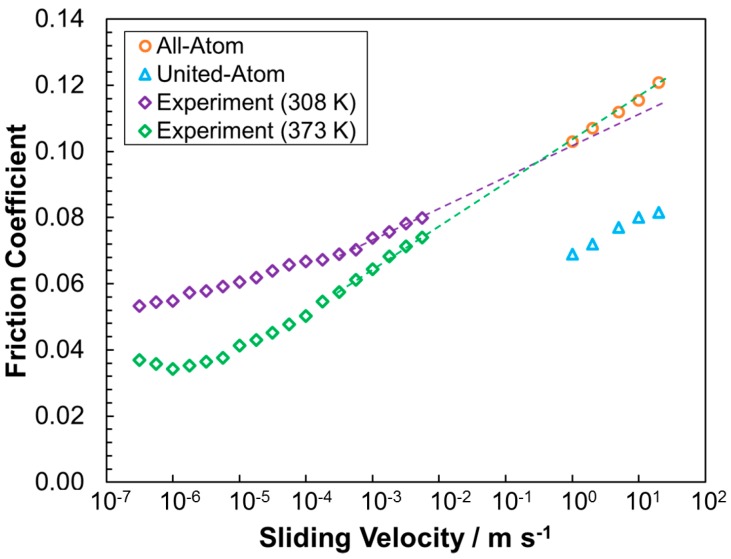 0.14
0.12
0.10
0.08
0.06
0.04
0.02
0.00
Friction Coefficient
All-Atom
United-Atom
Experiment (308 K)
Experiment (373 K)
10⁻⁷ 10⁻⁶ 10⁻⁵ 10⁻⁴ 10⁻³ 10⁻² 10⁻¹ 10⁰ 10¹ 10²
Sliding Velocity / m s⁻¹